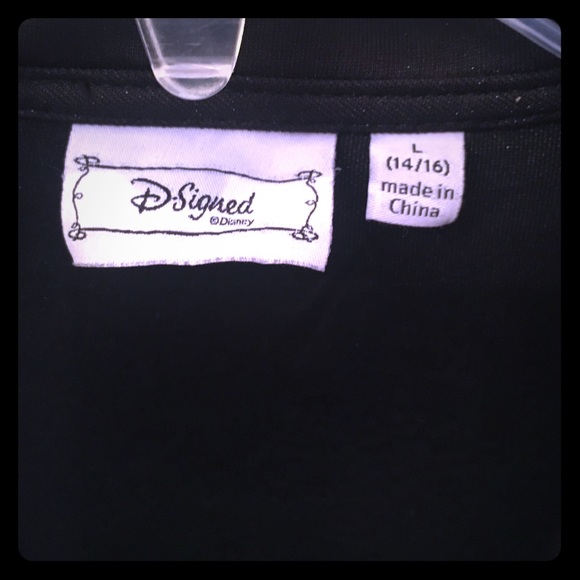 D-Signed
©Disney
L
(14/16)
made in
China